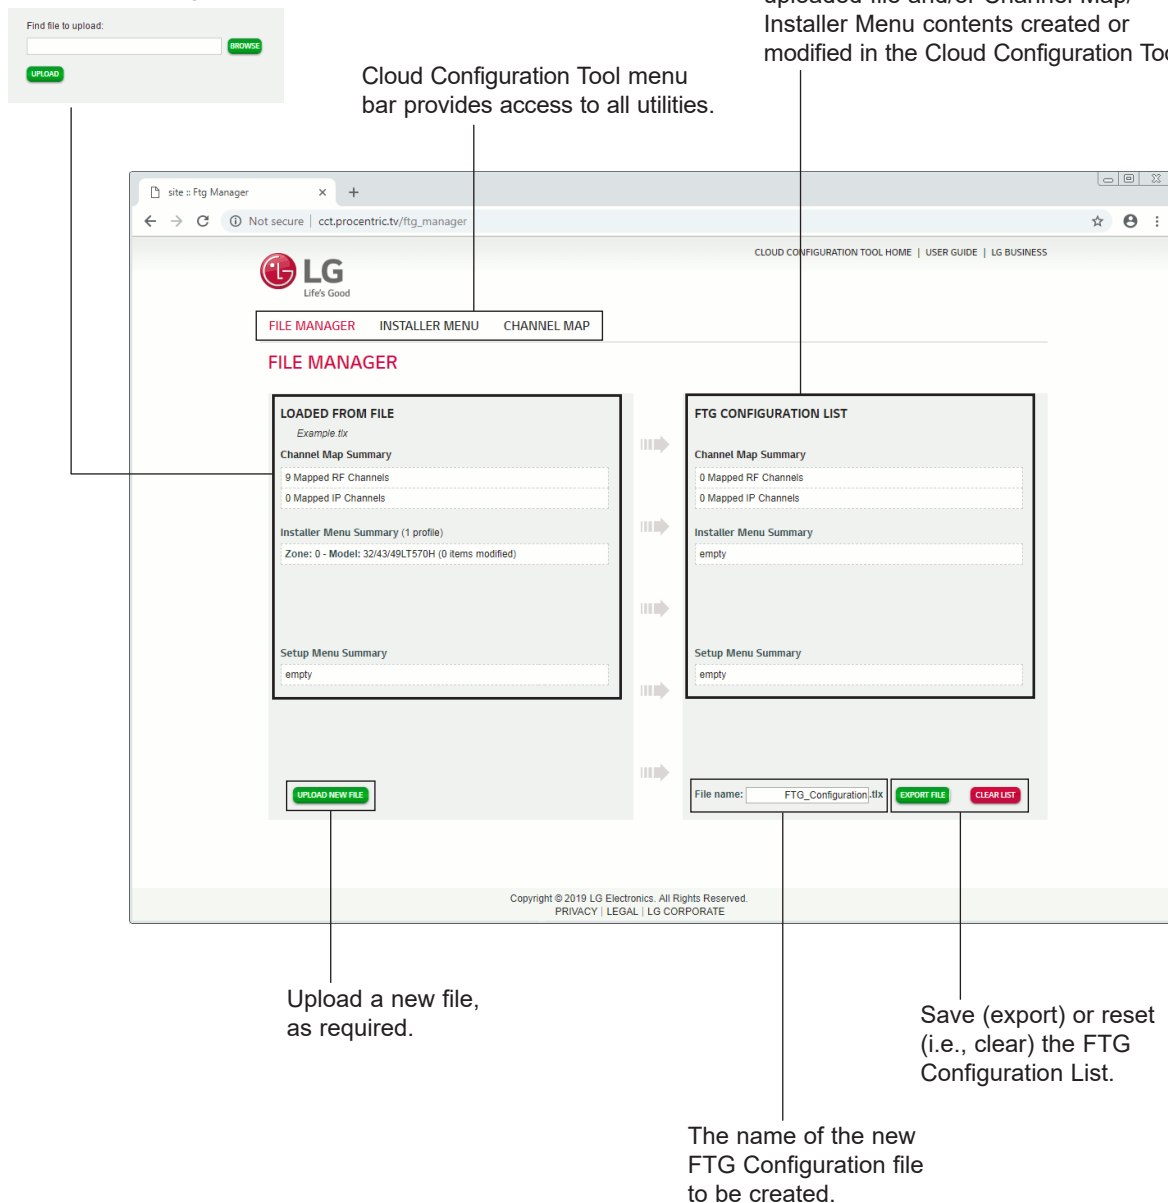 Find file to upload:
BROWSE
UPLOAD
Installer Menu contents created or
modified in the Cloud Configuration
Cloud Configuration Tool menu
bar provides access to all utilities.
site :: Ftg Manager
Not secure | cct.procentric.tv/ftg_manager
CLOUD CONFIGURATION TOOL HOME | USER GUIDE | LG BUSINESS
LG
Life's Good
FILE MANAGER INSTALLER MENU CHANNEL MAP
FILE MANAGER
LOADED FROM FILE
Example.tlx
Channel Map Summary
9 Mapped RF Channels
0 Mapped IP Channels
Installer Menu Summary (1 profile)
Zone: 0 - Model: 32/43/49LT570H (0 items modified)
Setup Menu Summary
empty
UPLOAD NEW FILE
FTG CONFIGURATION LIST
Channel Map Summary
0 Mapped RF Channels
0 Mapped IP Channels
Installer Menu Summary
empty
Setup Menu Summary
empty
File name: FTG_Configuration .tlx EXPORT FILE CLEAR LIST
Copyright © 2019 LG Electronics. All Rights Reserved.
PRIVACY | LEGAL | LG CORPORATE
Upload a new file,
as required.
Save (export) or reset
(i.e., clear) the FTG
Configuration List.
The name of the new
FTG Configuration file
to be created.